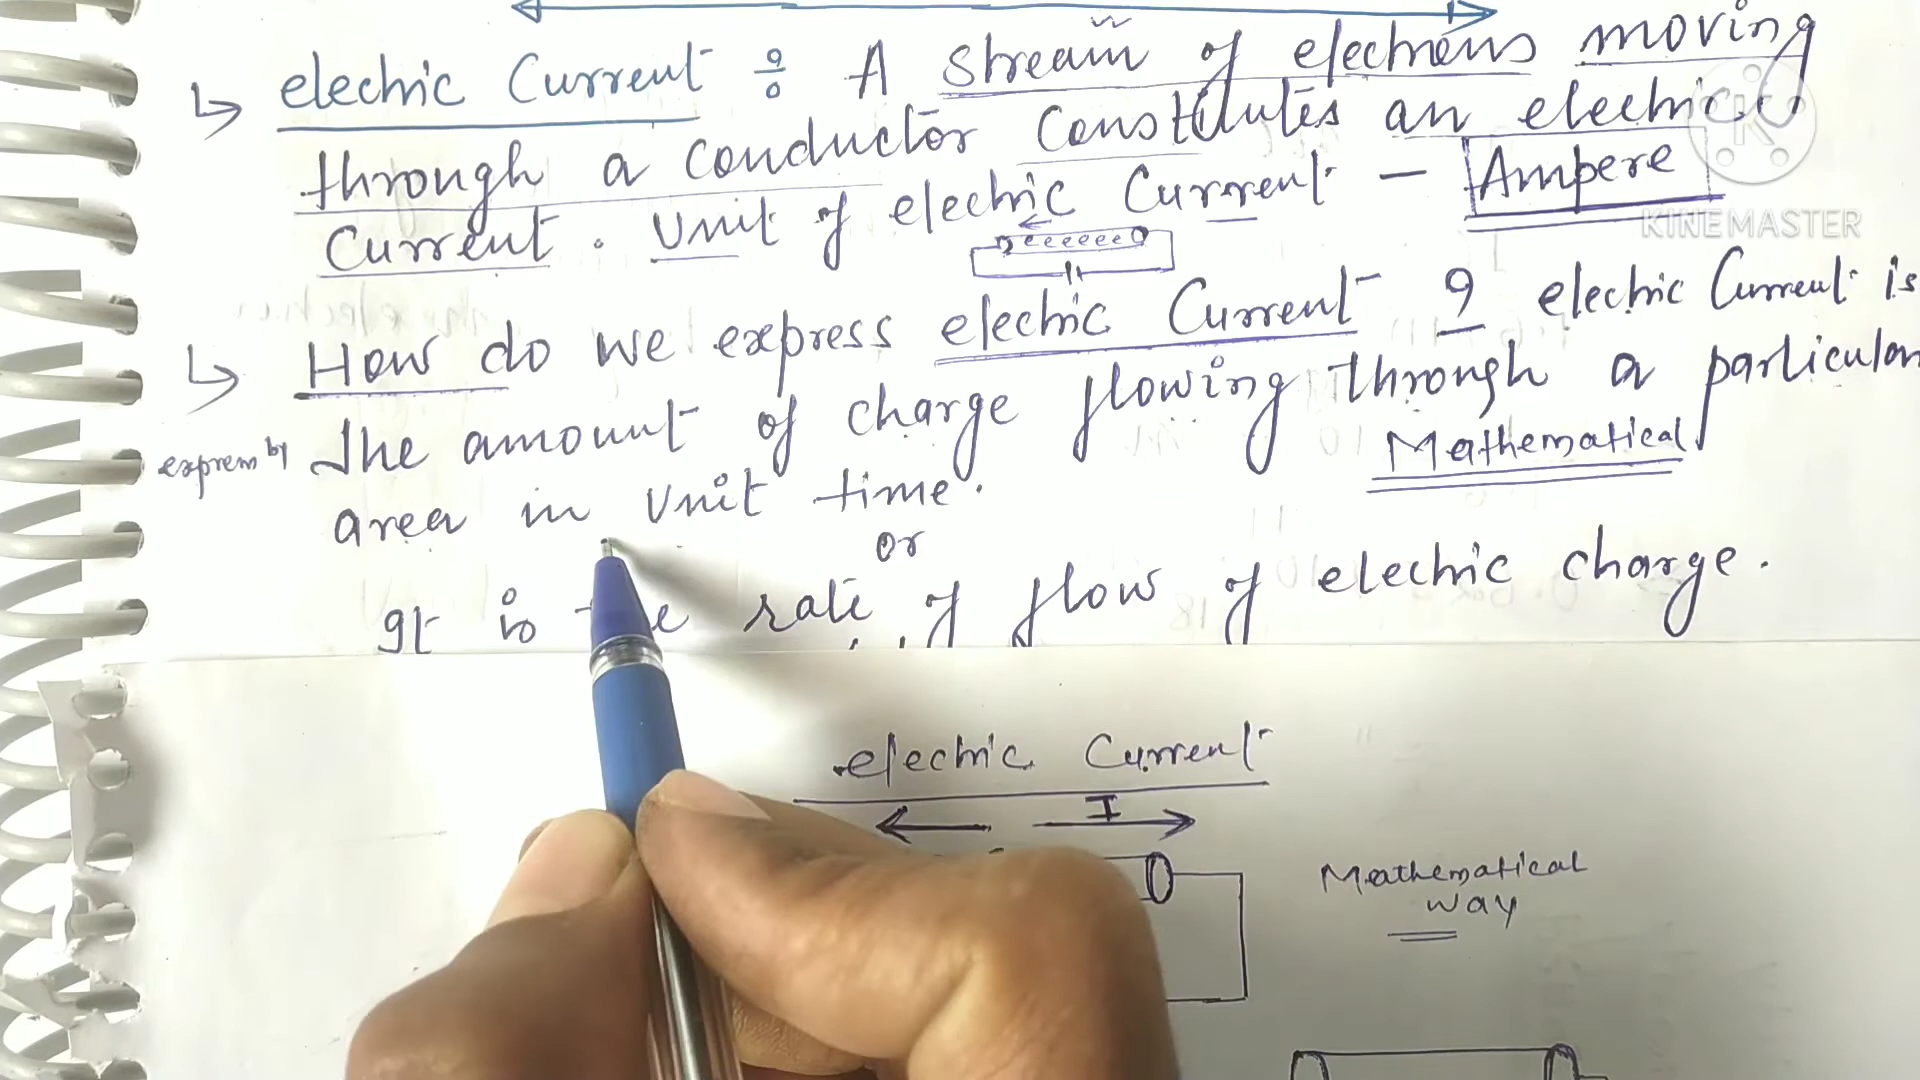 electric Current ÷ A stream of electrons moving
through a conductor constitutes an electric
Current. Unit of electric Current - Ampere
KINEMASTER
eeeeeee
How do we express electric Current ? electric Current is
express by The amount of charge flowing through a particular
Mathematical
area in unit time.
or
It is the rate of flow of electric charge.
electric Current
I
Mathematical
way